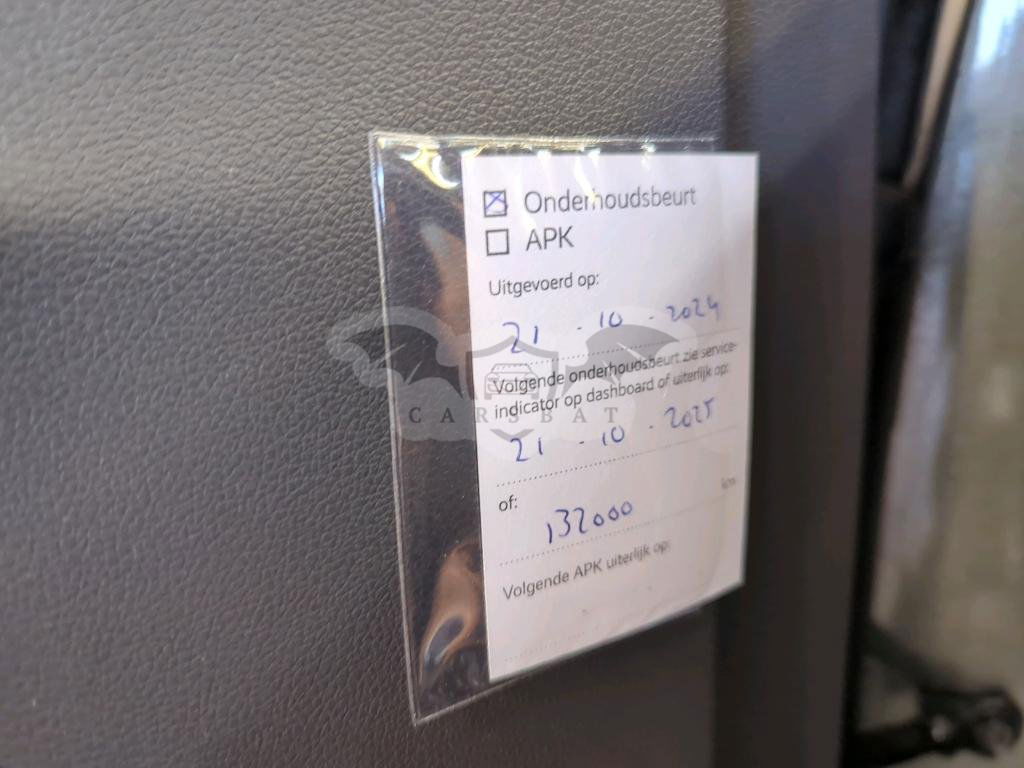 ☒ Onderhoudsbeurt
☐ APK
Uitgevoerd op:
21 - 10 - 2024
Volgende onderhoudsbeurt zie service-
indicator op dashboard of uiterlijk op:
CARSBAT
21 - 10 - 2025
of:
132000 km
Volgende APK uiterlijk op: